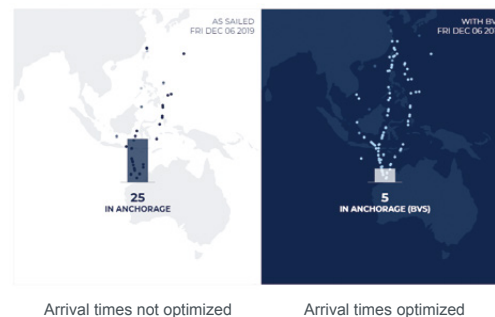 AS SAILED
FRI DEC 06 2019
25
IN ANCHORAGE
WITH
FRI DEC 06
5
IN ANCHORAGE (BVS)
Arrival times not optimized
Arrival times optimized